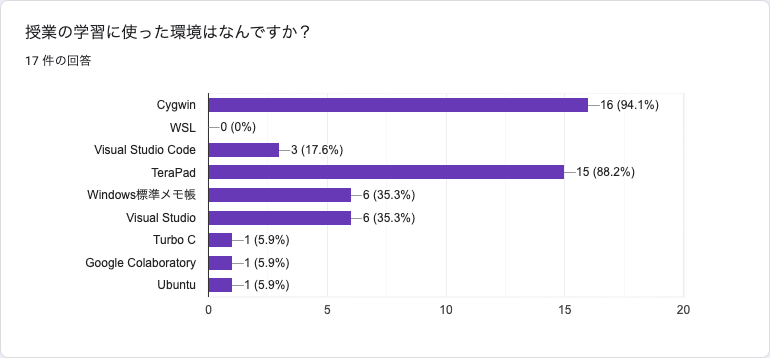 授業の学習に使った環境はなんですか？
17 件の回答
Cygwin 16 (94.1%)
WSL 0 (0%)
Visual Studio Code 3 (17.6%)
TeraPad 15 (88.2%)
Windows標準メモ帳 6 (35.3%)
Visual Studio 6 (35.3%)
Turbo C 1 (5.9%)
Google Colaboratory 1 (5.9%)
Ubuntu 1 (5.9%)
0 5 10 15 20